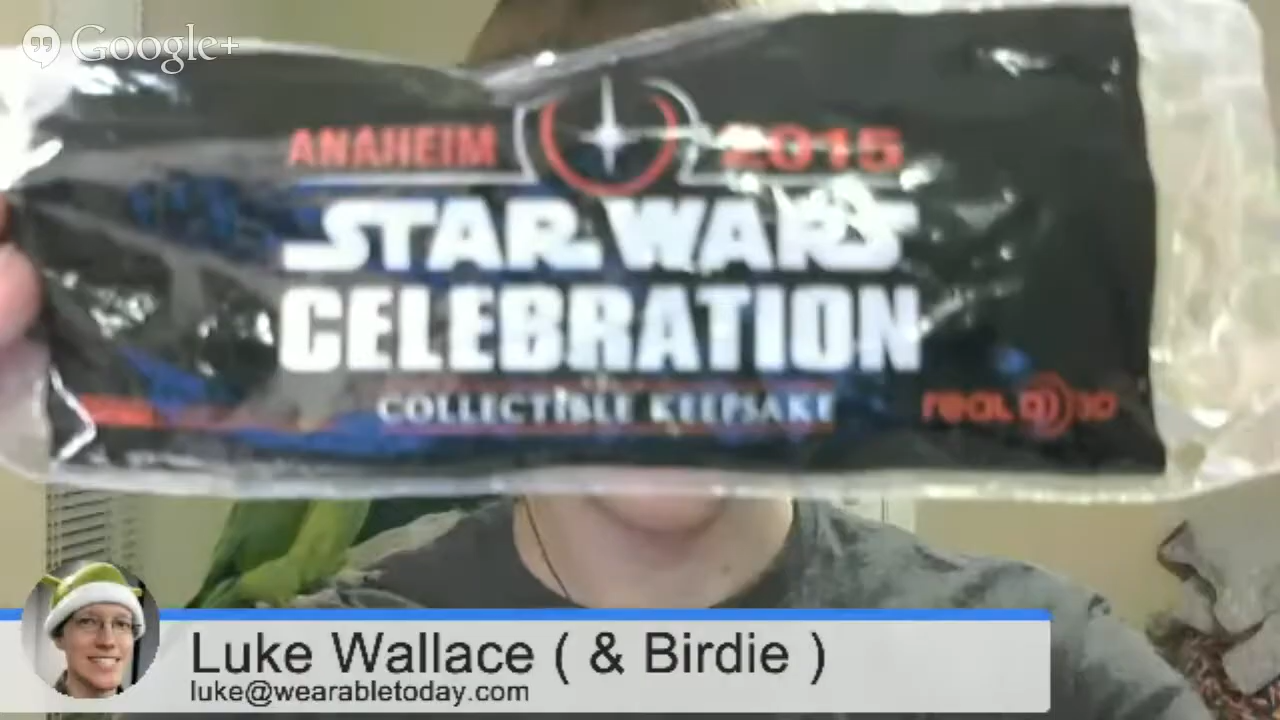 Google+
ANAHEIM 2015
STAR WARS
CELEBRATION
COLLECTIBLE KEEPSAKE
REAL D 3D
Luke Wallace ( & Birdie )
luke@wearabletoday.com